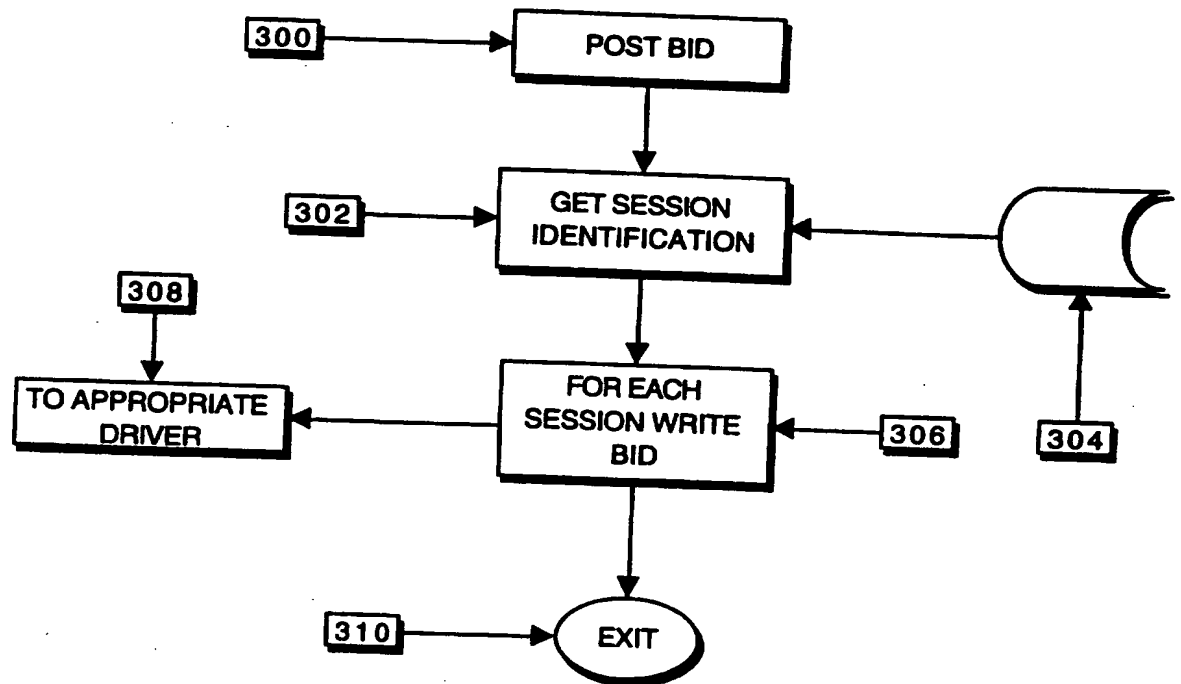 300
POST BID
302
GET SESSION
IDENTIFICATION
308
TO APPROPRIATE
DRIVER
FOR EACH
SESSION WRITE
BID
306
304
310
EXIT